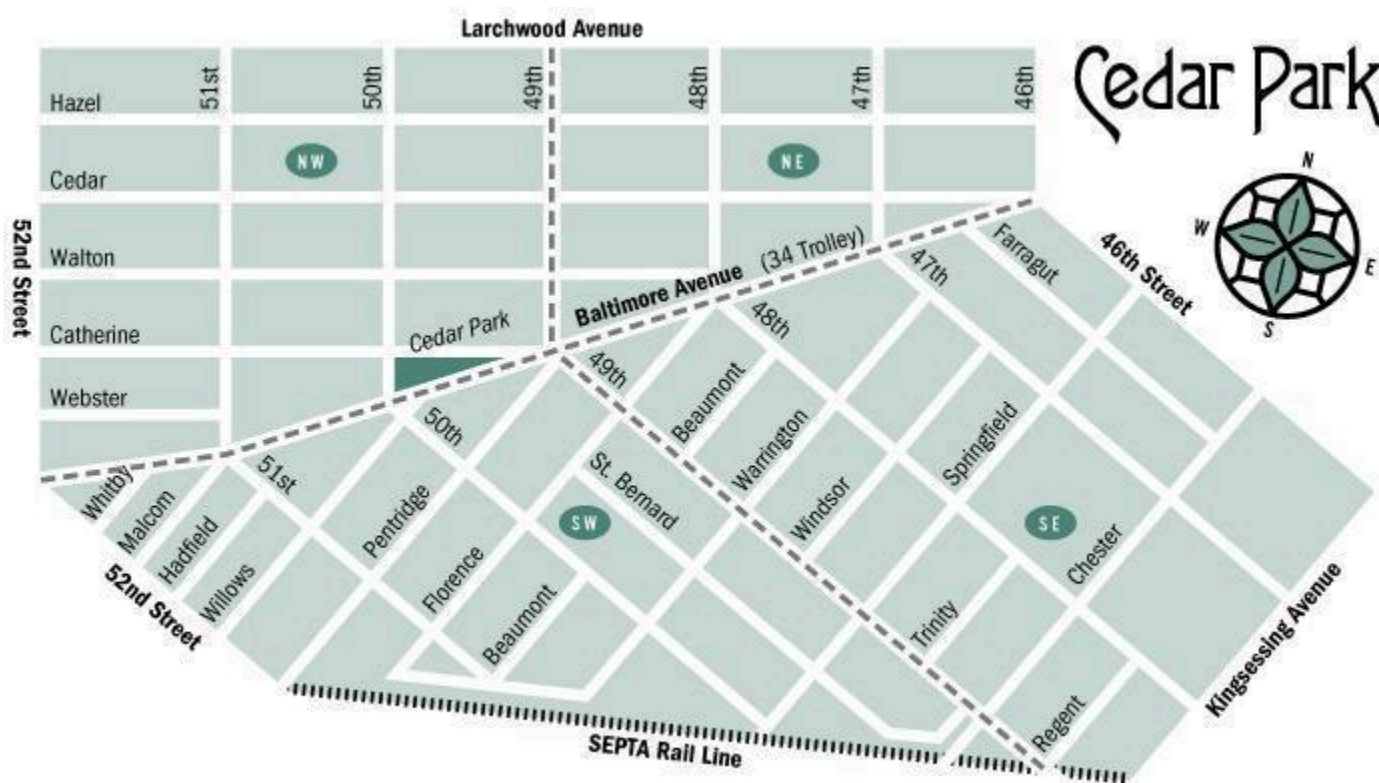 Larchwood Avenue
Cedar Park
51st
50th
49th
48th
47th
46th
Hazel
NW
NE
Cedar
N
W
E
S
52nd Street
Walton
(34 Trolley)
Farragut
46th Street
47th
Baltimore Avenue
Catherine
Cedar Park
48th
Webster
49th
Beaumont
50th
Springfield
Warrington
51st
St. Bernard
Whitby
Malcom
Pentridge
Windsor
SW
SE
Hadfield
Chester
Florence
Willows
52nd Street
Beaumont
Trinity
Kingsessing Avenue
Regent
SEPTA Rail Line